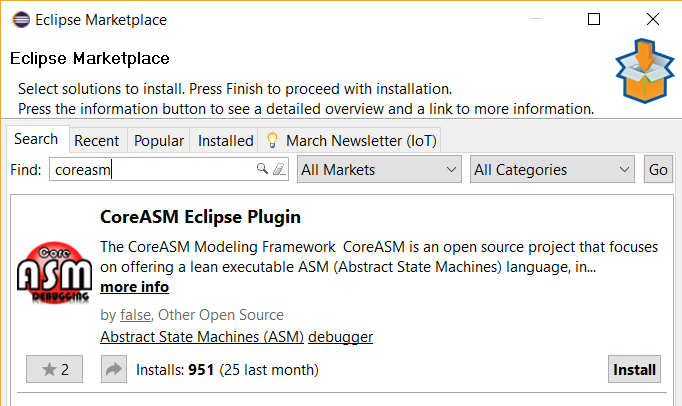 Eclipse Marketplace
Eclipse Marketplace
Select solutions to install. Press Finish to proceed with installation.
Press the information button to see a detailed overview and a link to more information.
Search Recent Popular Installed March Newsletter (IoT)
Find: coreasm All Markets All Categories Go
CoreASM Eclipse Plugin
The CoreASM Modeling Framework CoreASM is an open source project that focuses
on offering a lean executable ASM (Abstract State Machines) language, in...
more info
Core
ASM
DEBUGGING
by false, Other Open Source
Abstract State Machines (ASM) debugger
2 Installs: 951 (25 last month) Install